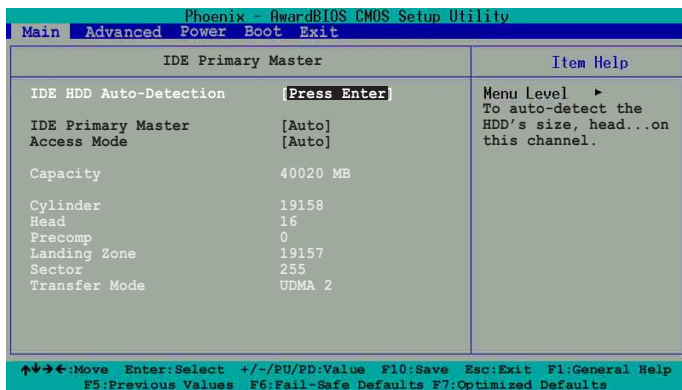 Phoenix - AwardBIOS CMOS Setup Utility
Main Advanced Power Boot Exit
IDE Primary Master
Item Help
IDE HDD Auto-Detection [Press Enter]
IDE Primary Master [Auto]
Access Mode [Auto]
Capacity 40020 MB
Cylinder 19158
Head 16
Precomp 0
Landing Zone 19157
Sector 255
Transfer Mode UDMA 2
Menu Level ►
To auto-detect the
HDD's size, head...on
this channel.
↑↓→←:Move Enter:Select +/-/PU/PD:Value F10:Save Esc:Exit F1:General Help
F5:Previous Values F6:Fail-Safe Defaults F7:Optimized Defaults